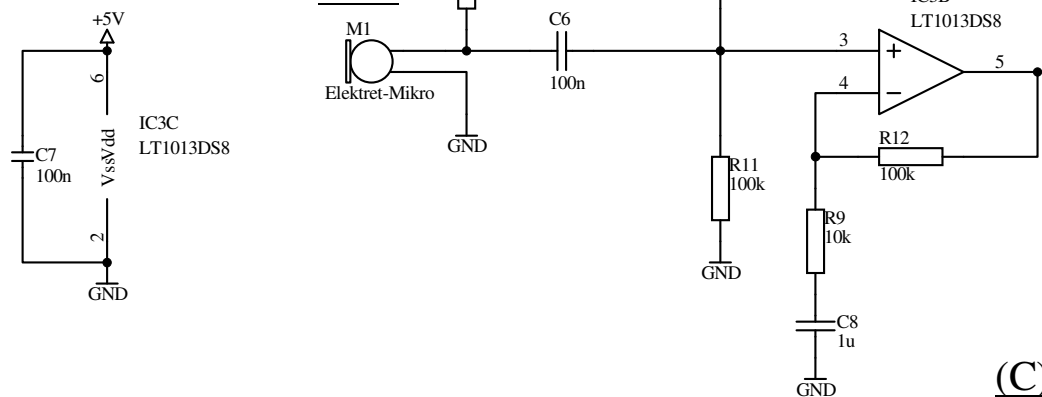 +5V
6
C7
100n
VssVdd
IC3C
LT1013DS8
2
GND
M1
Elektret-Mikro
GND
C6
100n
R11
100k
GND
LT1013DS8
3
+
4
−
5
R12
100k
R9
10k
C8
1u
GND
(C)